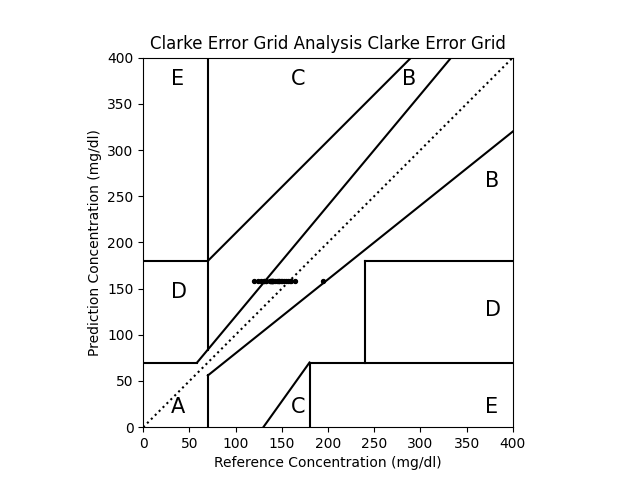 Clarke Error Grid Analysis Clarke Error Grid
400
350
300
250
200
150
100
50
0
Prediction Concentration (mg/dl)
E
C
B
B
D
D
A
C
E
0 50 100 150 200 250 300 350 400
Reference Concentration (mg/dl)